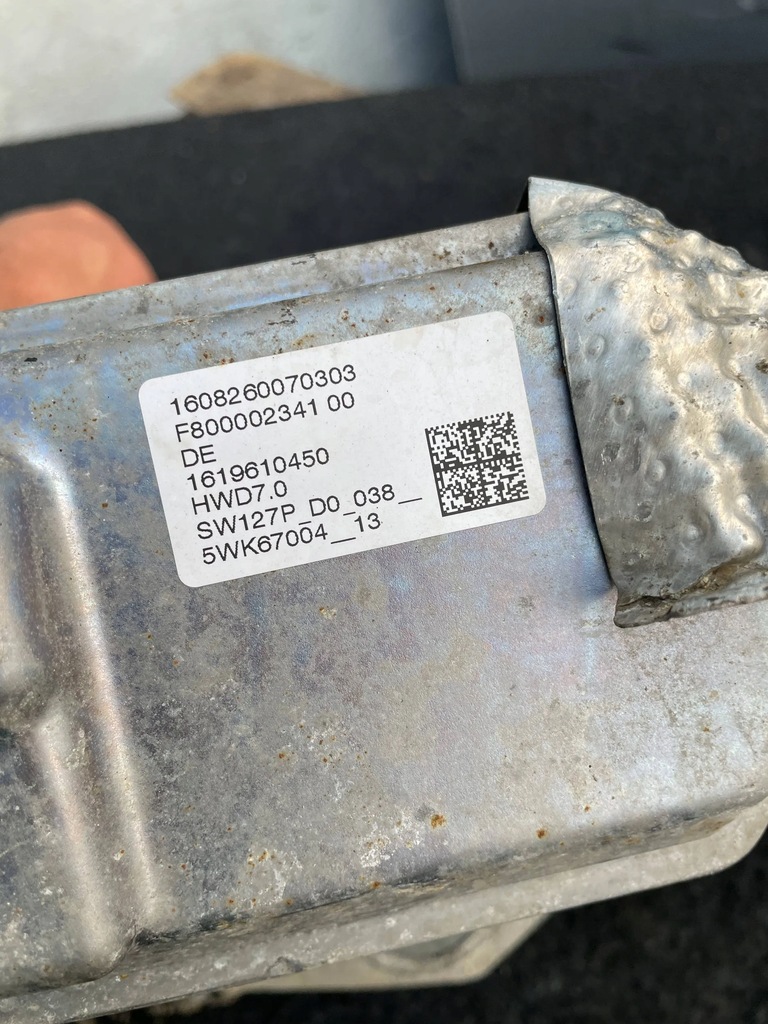 1608260070303
F800002341 00
DE
1619610450
HWD7.0
SW127P_D0_038__
5WK67004__13